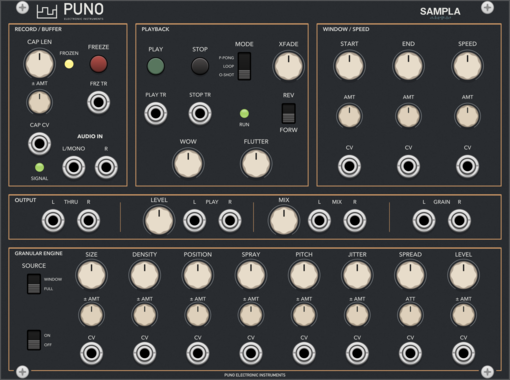 PUNO
ELECTRONIC INSTRUMENTS
SAMPLA
RECORD / BUFFER
CAP LEN
FROZEN
FREEZE
± AMT
FRZ TR
CAP CV
AUDIO IN
L/MONO R
SIGNAL
PLAYBACK
PLAY STOP MODE XFADE
P-PONG
LOOP
O-SHOT
PLAY TR STOP TR REV
RUN FORW
WOW FLUTTER
WINDOW / SPEED
START END SPEED
AMT AMT AMT
CV CV CV
OUTPUT
L THRU R
LEVEL
L PLAY R
MIX
L MIX R
L GRAIN R
GRANULAR ENGINE
SOURCE
WINDOW
FULL
ON
OFF
SIZE DENSITY POSITION SPRAY PITCH JITTER SPREAD LEVEL
± AMT ± AMT ± AMT ± AMT ± AMT ± AMT ATT ± AMT
CV CV CV CV CV CV CV CV
PUNO ELECTRONIC INSTRUMENTS